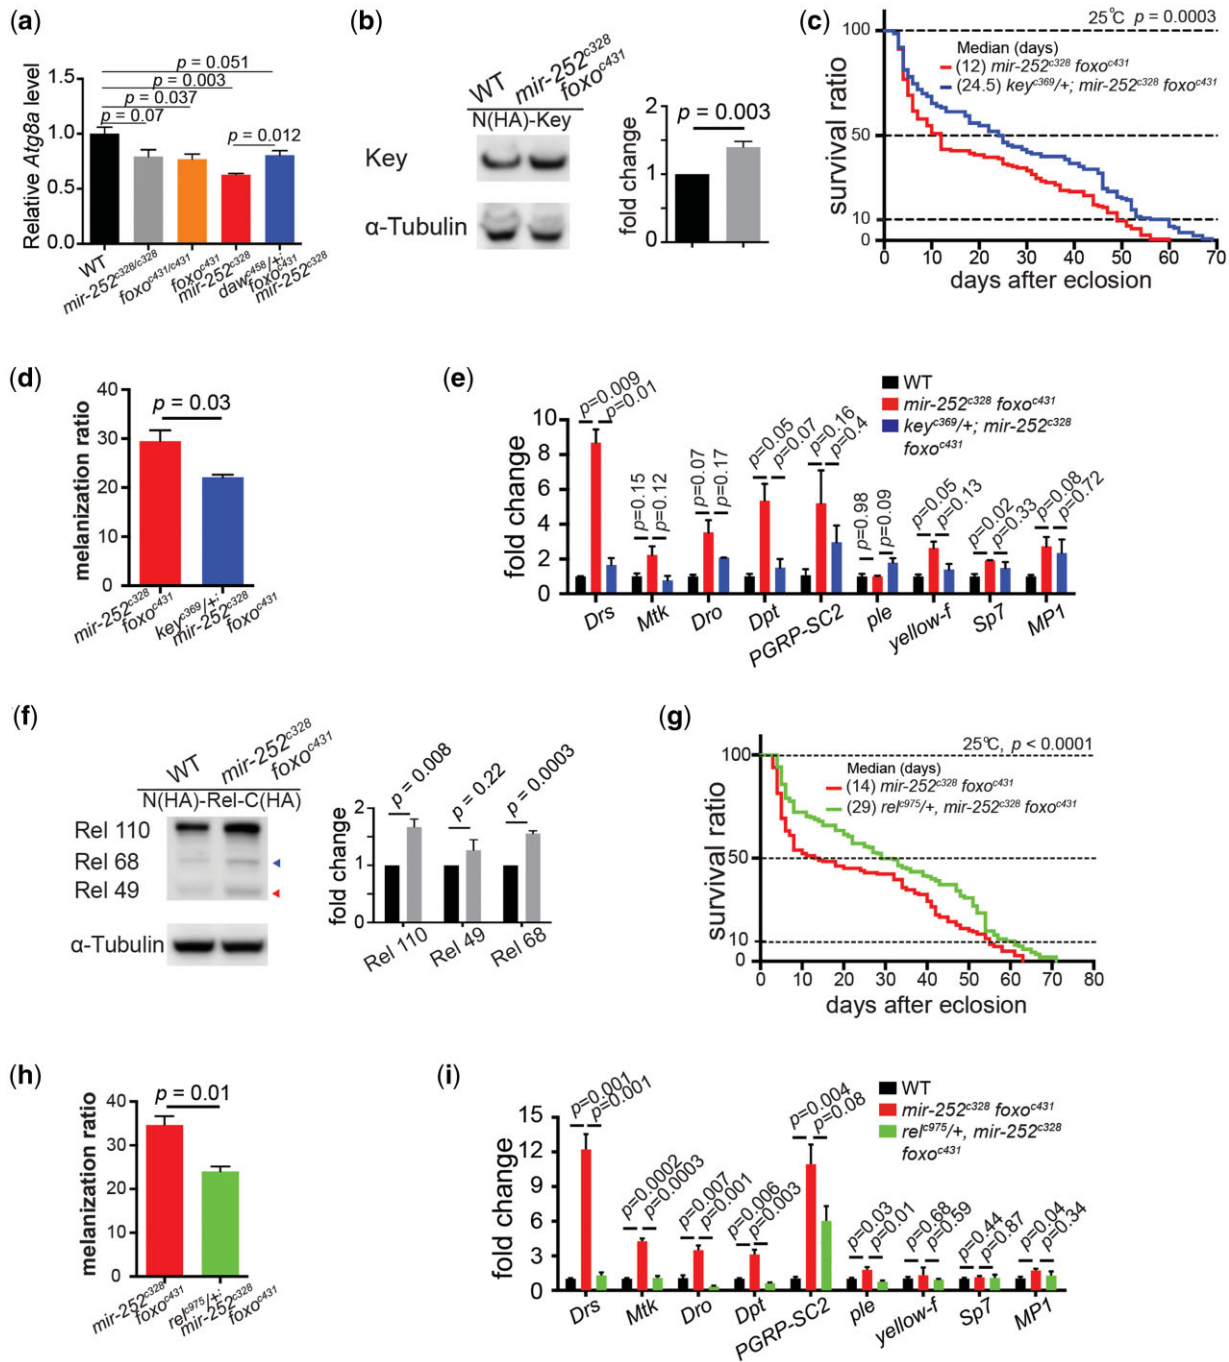 (a)
Relative Atg8a level
1.5
1.0
0.5
0.0
p = 0.051
p = 0.003
p = 0.037
p = 0.07
p = 0.012
WT
mir-252c328/c328
foxoc431/c431
foxoc431
mir-252c328
dawc458/+;
foxoc431
mir-252c328
(b)
WT
mir-252c328
foxoc431
N(HA)-Key
Key
α-Tubulin
fold change
2
1
0
p = 0.003
(c)
25°C p = 0.0003
Median (days)
(12) mir-252c328 foxoc431
(24.5) keyc369/+; mir-252c328 foxoc431
survival ratio
100
50
10
0
0 10 20 30 40 50 60 70
days after eclosion
(d)
melanization ratio
40
30
20
10
0
p = 0.03
mir-252c328
foxoc431
keyc369/+;
mir-252c328
foxoc431
(e)
WT
mir-252c328 foxoc431
keyc369/+; mir-252c328
foxoc431
fold change
10
8
6
4
2
0
p=0.009
p=0.01
p=0.15
p=0.12
p=0.07
p=0.17
p=0.05
p=0.07
p=0.16
p=0.4
p=0.98
p=0.09
p=0.05
p=0.13
p=0.02
p=0.33
p=0.08
p=0.72
Drs
Mtk
Dro
Dpt
PGRP-SC2
ple
yellow-f
Sp7
MP1
(f)
WT
mir-252c328
foxoc431
N(HA)-Rel-C(HA)
Rel 110
Rel 68
Rel 49
α-Tubulin
fold change
2
1
0
p = 0.008
p = 0.22
p = 0.0003
Rel 110
Rel 49
Rel 68
(g)
25°C, p < 0.0001
Median (days)
(14) mir-252c328 foxoc431
(29) relc975/+, mir-252c328 foxoc431
survival ratio
100
50
10
0
0 10 20 30 40 50 60 70 80
days after eclosion
(h)
melanization ratio
40
30
20
10
0
p = 0.01
mir-252c328
foxoc431
relc975/+;
mir-252c328
foxoc431
(i)
WT
mir-252c328 foxoc431
relc975/+, mir-252c328
foxoc431
fold change
15
12
9
6
3
0
p=0.001
p=0.001
p=0.0002
p=0.0003
p=0.007
p=0.001
p=0.006
p=0.003
p=0.004
p=0.08
p=0.03
p=0.01
p=0.68
p=0.59
p=0.44
p=0.87
p=0.04
p=0.34
Drs
Mtk
Dro
Dpt
PGRP-SC2
ple
yellow-f
Sp7
MP1